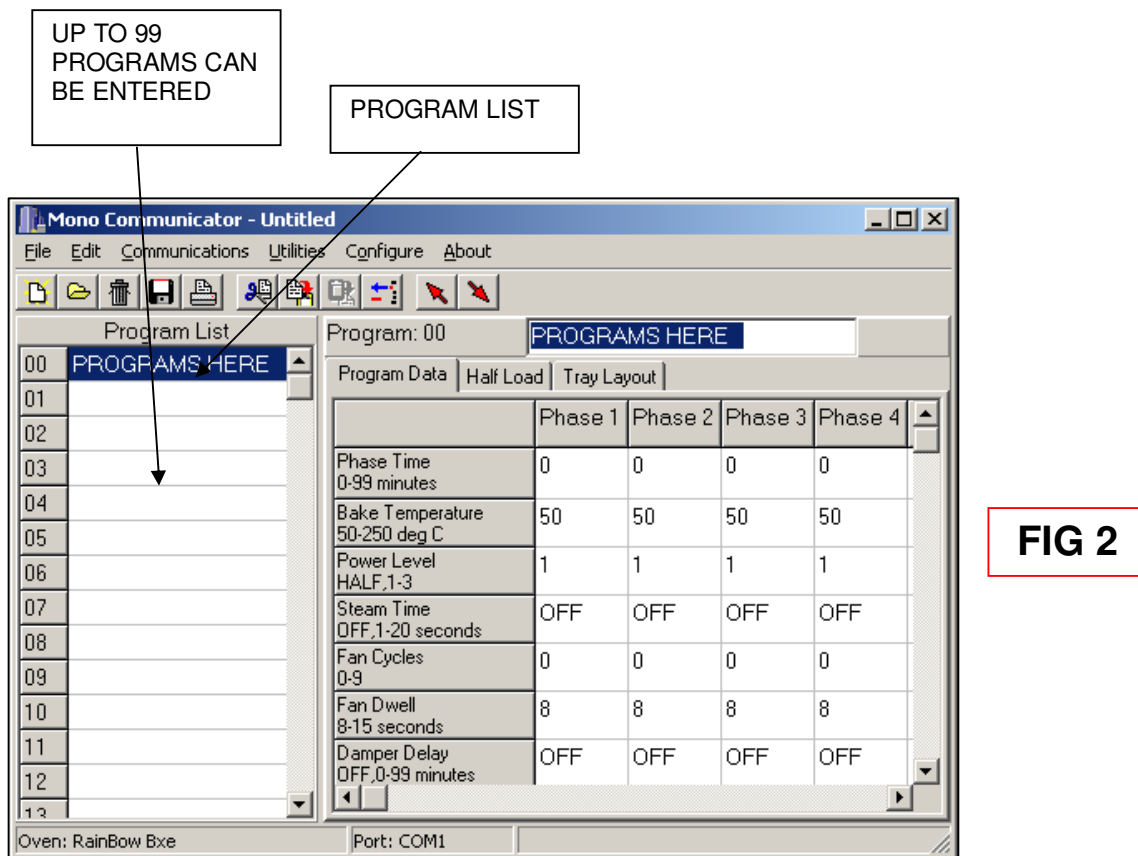 UP TO 99
PROGRAMS CAN
BE ENTERED
PROGRAM LIST
Mono Communicator - Untitled
File Edit Communications Utilities Configure About
Program List
Program: 00 PROGRAMS HERE
00 PROGRAMS HERE
01
02
03
04
05
06
07
08
09
10
11
12
13
Program Data Half Load Tray Layout
Phase 1 Phase 2 Phase 3 Phase 4
Phase Time
0-99 minutes
0 0 0 0
Bake Temperature
50-250 deg C
50 50 50 50
Power Level
HALF,1-3
1 1 1 1
Steam Time
OFF,1-20 seconds
OFF OFF OFF OFF
Fan Cycles
0-9
0 0 0 0
Fan Dwell
8-15 seconds
8 8 8 8
Damper Delay
OFF,0-99 minutes
OFF OFF OFF OFF
Oven: RainBow Bxe Port: COM1
FIG 2